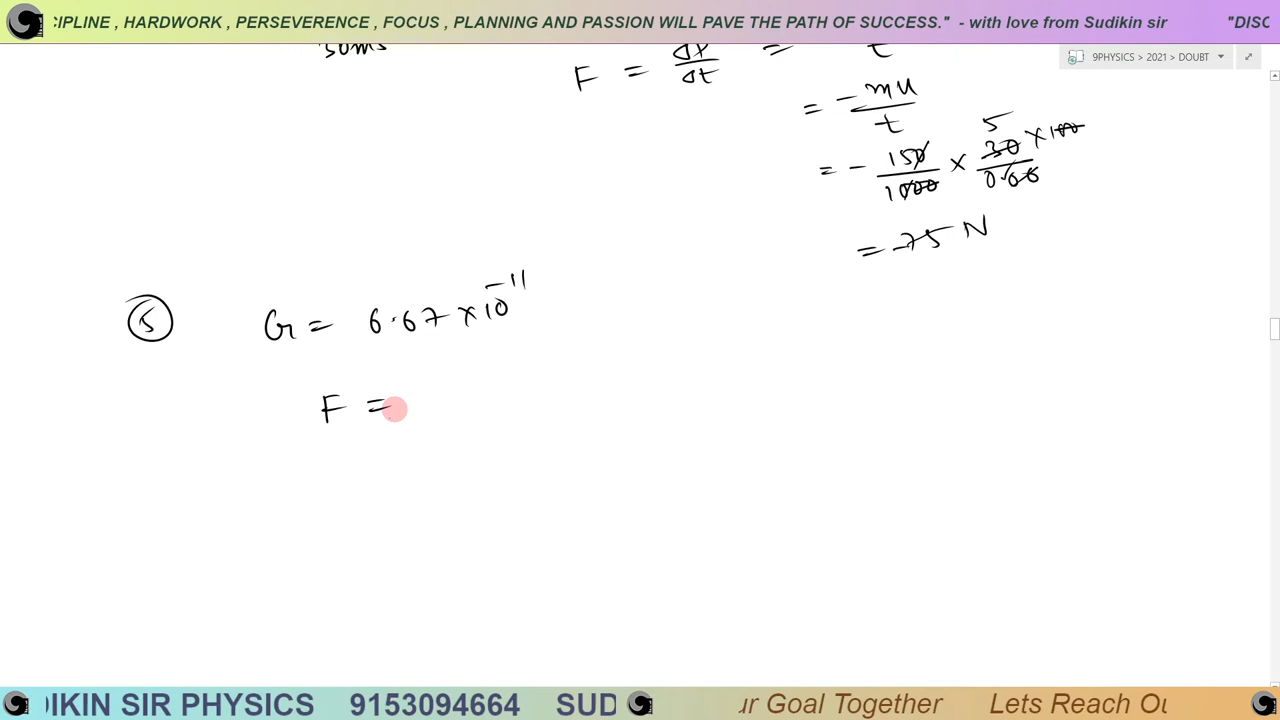 CIPLINE , HARDWORK , PERSEVERENCE , FOCUS , PLANNING AND PASSION WILL PAVE THE PATH OF SUCCESS." - with love from Sudikin sir "DISC
9PHYSICS > 2021 > DOUBT
F = Δp/Δt =
t
= -mu/t
= - 150/1000 × 30/0.06 ×100
5
= -75 N
5 G = 6.67 ×10^-11
F =
DIKIN SIR PHYSICS 9153094664 SUD ur Goal Together Lets Reach Ou